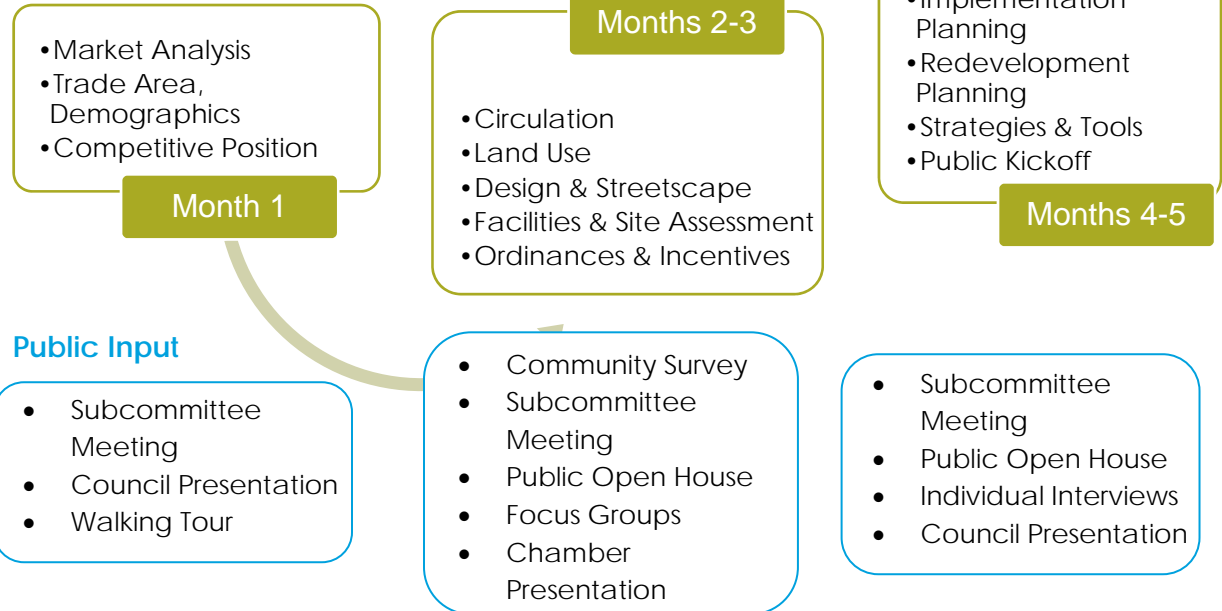 •Market Analysis
•Trade Area,
Demographics
•Competitive Position
Month 1
Months 2-3
•Circulation
•Land Use
•Design & Streetscape
•Facilities & Site Assessment
•Ordinances & Incentives
•Implementation
Planning
•Redevelopment
Planning
•Strategies & Tools
•Public Kickoff
Months 4-5
Public Input
• Subcommittee
Meeting
• Council Presentation
• Walking Tour
• Community Survey
• Subcommittee
Meeting
• Public Open House
• Focus Groups
• Chamber
Presentation
• Subcommittee
Meeting
• Public Open House
• Individual Interviews
• Council Presentation